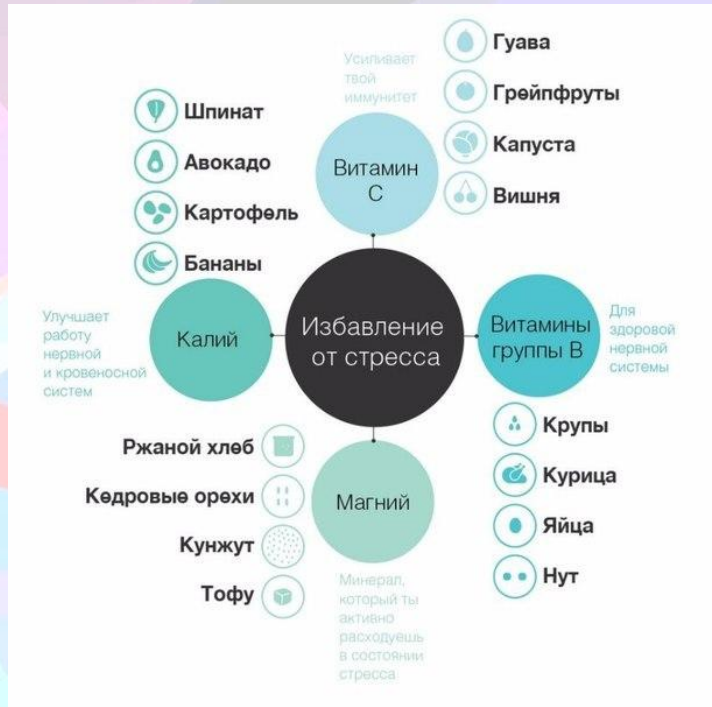 Усиливает
твой
иммунитет
Витамин
С
Гуава
Грейпфруты
Капуста
Вишня
Шпинат
Авокадо
Картофель
Бананы
Улучшает
работу
нервной
и кровеносной
систем
Калий
Избавление
от стресса
Витамины
группы В
Для
здоровой
нервной
системы
Крупы
Курица
Яйца
Нут
Ржаной хлеб
Кедровые орехи
Кунжут
Тофу
Магний
Минерал,
который ты
активно
расходуешь
в состоянии
стресса